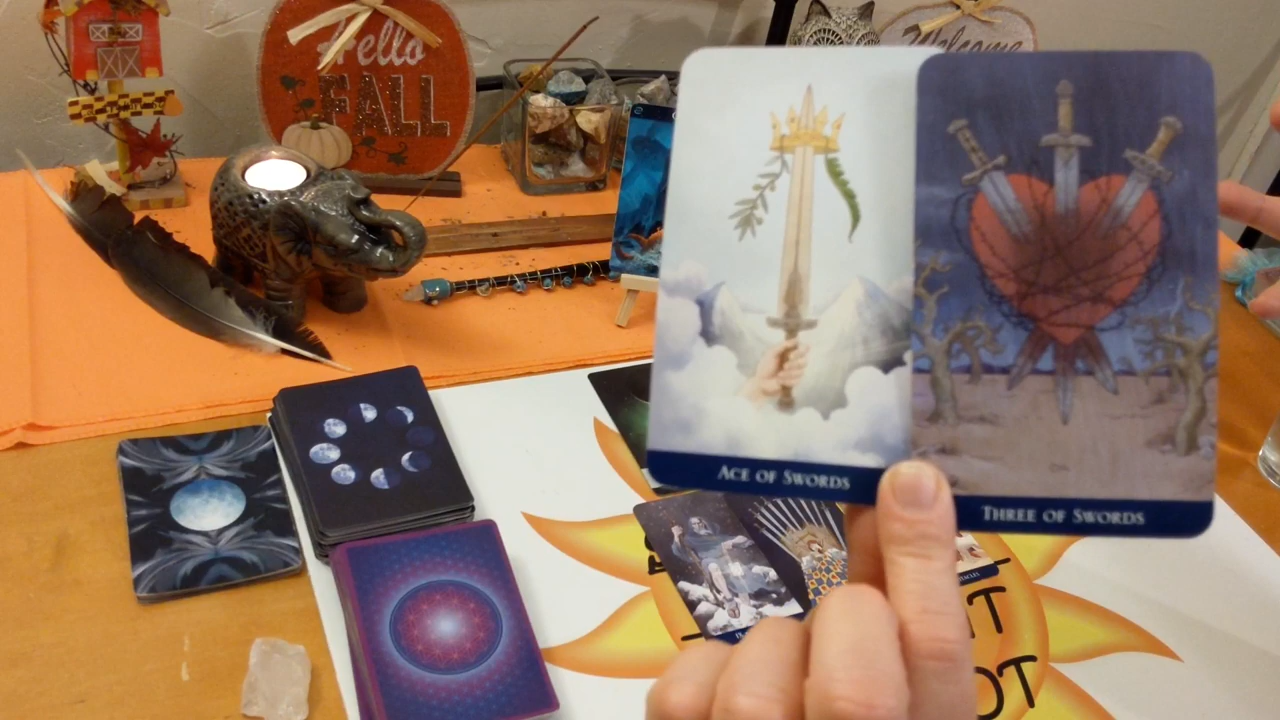 Hello
FALL
Welcome
ACE OF SWORDS
THREE OF SWORDS